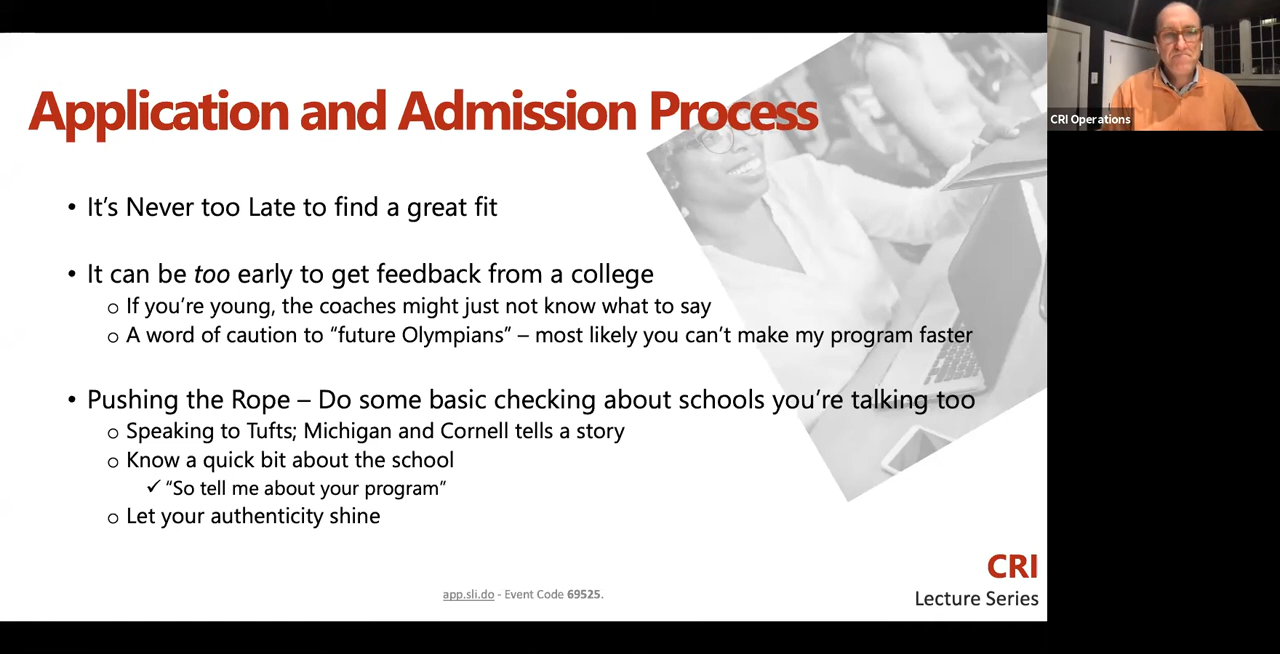 Application and Admission Process
• It's Never too Late to find a great fit
• It can be too early to get feedback from a college
o If you're young, the coaches might just not know what to say
o A word of caution to "future Olympians" – most likely you can't make my program faster
• Pushing the Rope – Do some basic checking about schools you're talking too
o Speaking to Tufts; Michigan and Cornell tells a story
o Know a quick bit about the school
✓ "So tell me about your program"
o Let your authenticity shine
app.sli.do - Event Code 69525.
CRI
Lecture Series
CRI Operations